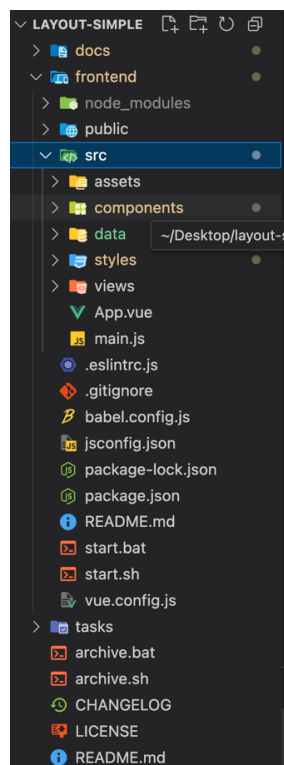 LAYOUT-SIMPLE
docs
frontend
node_modules
public
src
assets
components
data
~/Desktop/layout-s
styles
views
App.vue
JS main.js
.eslintrc.js
.gitignore
babel.config.js
JS jsconfig.json
package-lock.json
package.json
README.md
start.bat
start.sh
vue.config.js
tasks
archive.bat
archive.sh
CHANGELOG
LICENSE
README.md